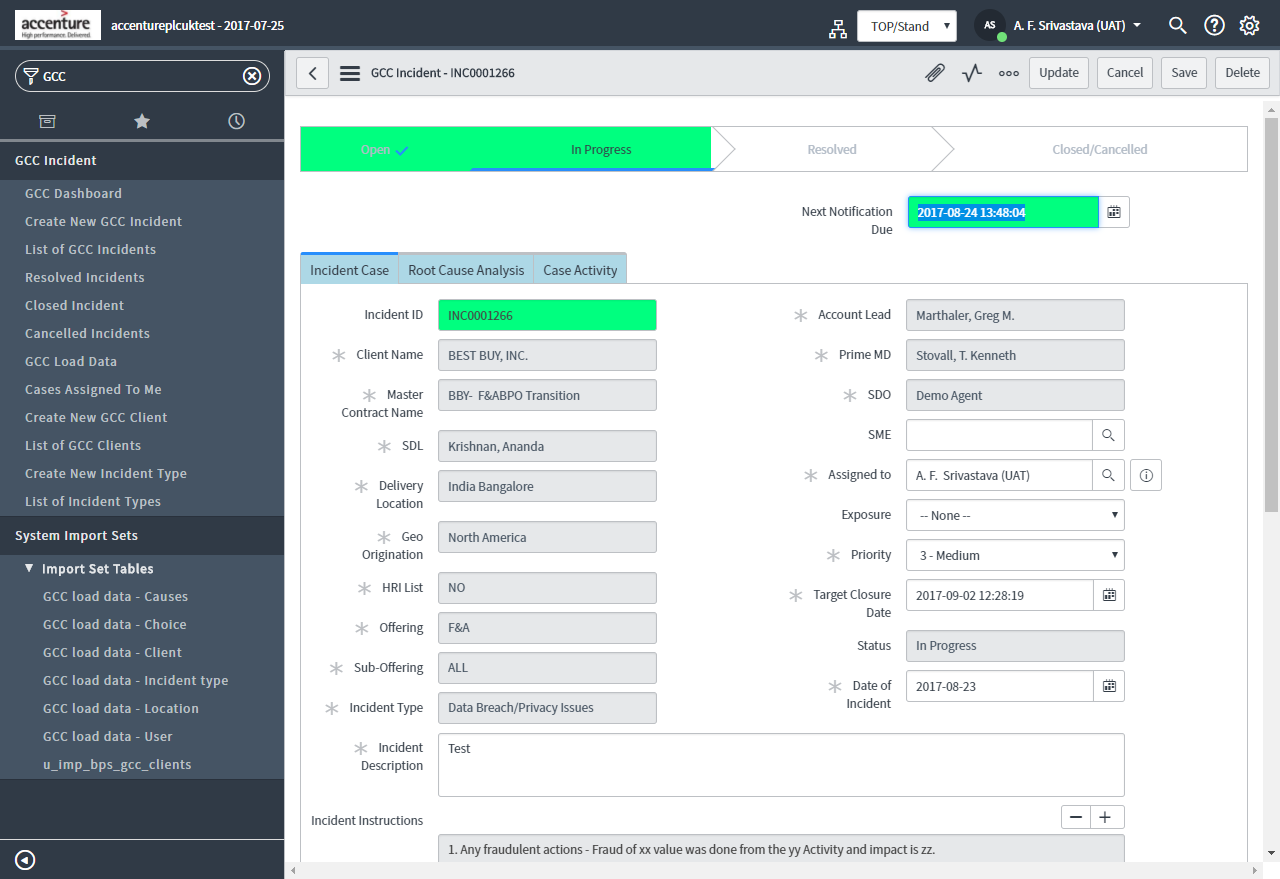 accenture
High performance. Delivered.
accentureplcuktest - 2017-07-25
TOP/Stand
AS
A. F. Srivastava (UAT)
GCC
GCC Incident
GCC Dashboard
Create New GCC Incident
List of GCC Incidents
Resolved Incidents
Closed Incident
Cancelled Incidents
GCC Load Data
Cases Assigned To Me
Create New GCC Client
List of GCC Clients
Create New Incident Type
List of Incident Types
System Import Sets
Import Set Tables
GCC load data - Causes
GCC load data - Choice
GCC load data - Client
GCC load data - Incident type
GCC load data - Location
GCC load data - User
u_imp_bps_gcc_clients
GCC Incident - INC0001266
Update
Cancel
Save
Delete
Open
In Progress
Resolved
Closed/Cancelled
Next Notification
Due
2017-08-24 13:48:04
Incident Case
Root Cause Analysis
Case Activity
Incident ID
INC0001266
Client Name
BEST BUY, INC.
Master
Contract Name
BBY- F&ABPO Transition
SDL
Krishnan, Ananda
Delivery
Location
India Bangalore
Geo
Origination
North America
HRI List
NO
Offering
F&A
Sub-Offering
ALL
Incident Type
Data Breach/Privacy Issues
Account Lead
Marthaler, Greg M.
Prime MD
Stovall, T. Kenneth
SDO
Demo Agent
SME
Assigned to
A. F. Srivastava (UAT)
Exposure
-- None --
Priority
3 - Medium
Target Closure
Date
2017-09-02 12:28:19
Status
In Progress
Date of
Incident
2017-08-23
Incident
Description
Test
Incident Instructions
1. Any fraudulent actions - Fraud of xx value was done from the yy Activity and impact is zz.